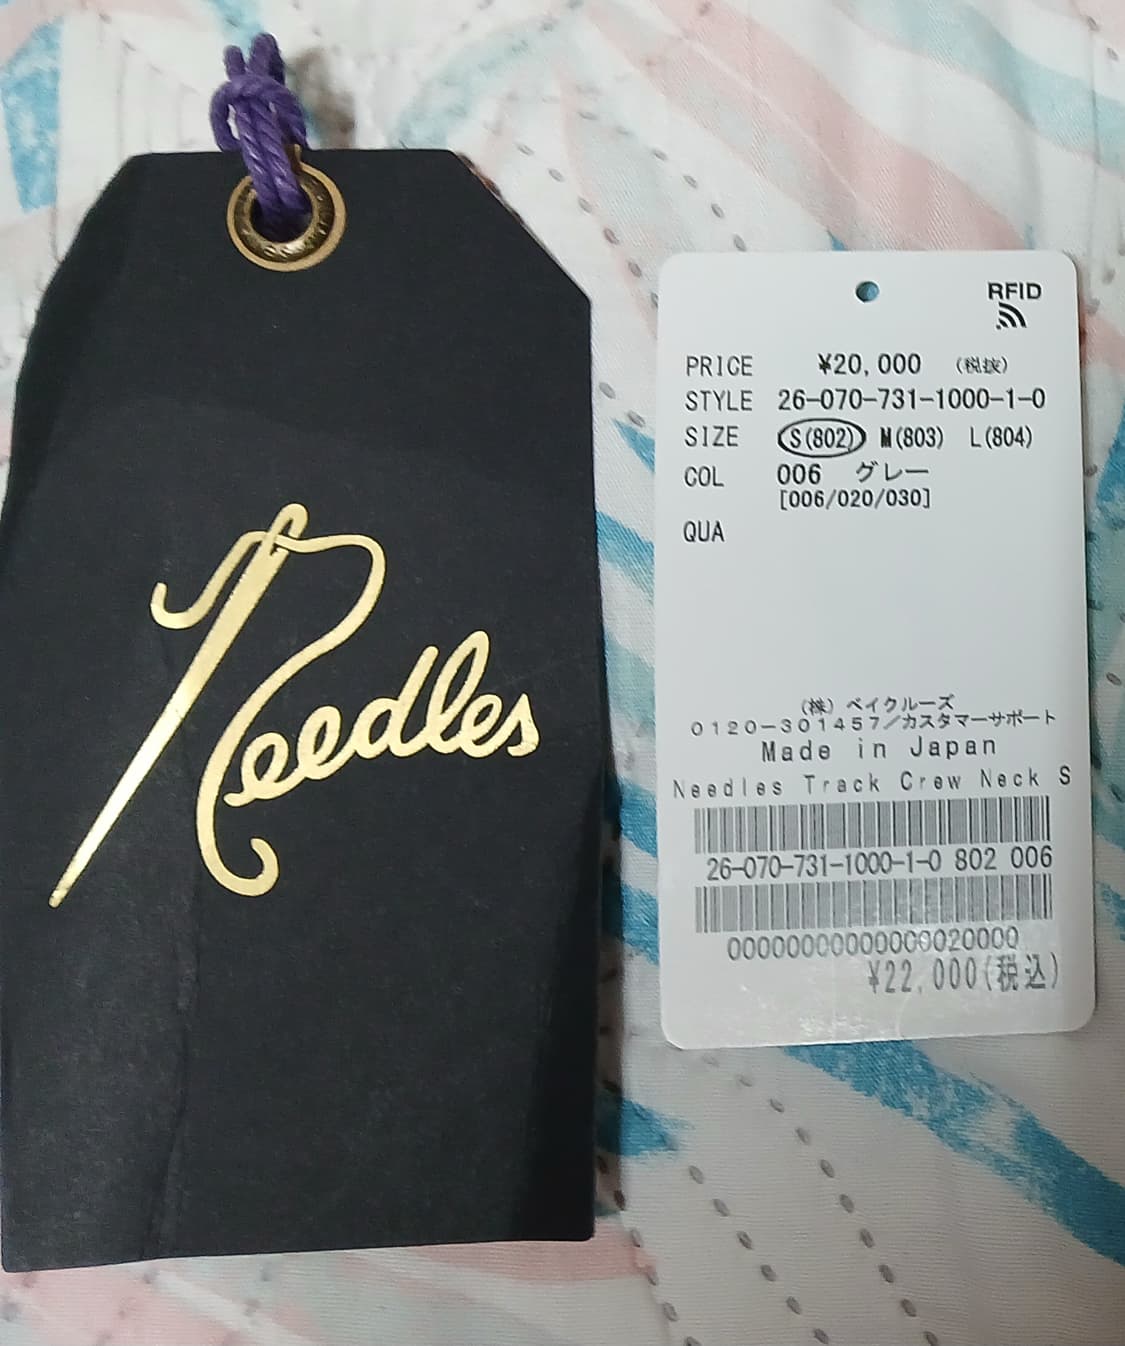 Needles
RFID
PRICE ¥20,000 (税抜)
STYLE 26-070-731-1000-1-0
SIZE S(802) M(803) L(804)
COL 006 グレー
[006/020/030]
QUA
(株) ベイクルーズ
0120-301457/カスタマーサポート
Made in Japan
Needles Track Crew Neck S
26-070-731-1000-1-0 802 006
00000000000000020000
¥22,000(税込)